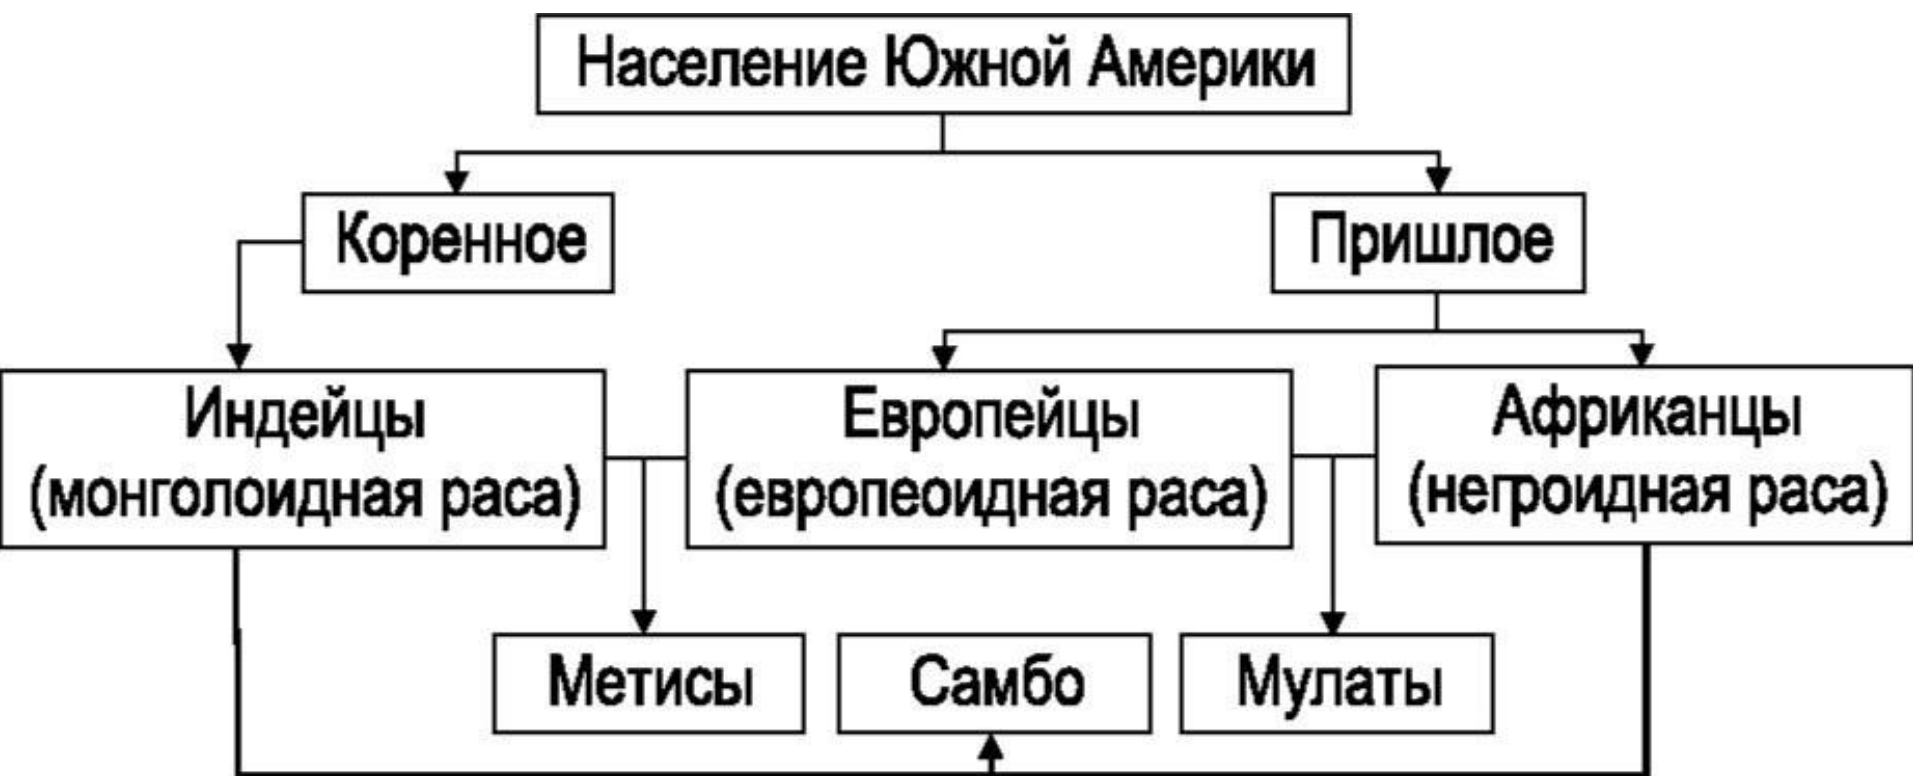 Население Южной Америки
Коренное
Пришлое
Индейцы
(монголоидная раса)
Европейцы
(европеоидная раса)
Африканцы
(негроидная раса)
Метисы
Самбо
Мулаты